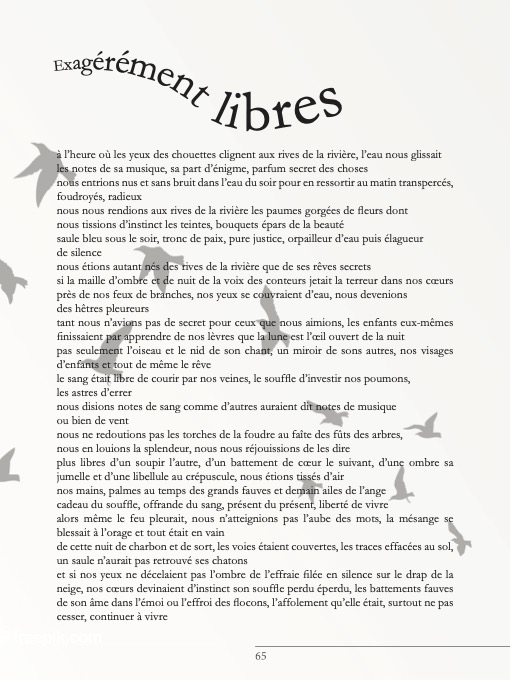 Exagérément libres
à l'heure où les yeux des chouettes clignent aux rives de la rivière, l'eau nous glissait
les notes de sa musique, sa part d'énigme, parfum secret des choses
nous entrions nus et sans bruit dans l'eau du soir pour en ressortir au matin transpercés,
foudroyés, radieux
nous nous rendions aux rives de la rivière les paumes gorgées de fleurs dont
nous tissions d'instinct les teintes, bouquets épars de la beauté
saule bleu sous le soir, tronc de paix, pure justice, orpailleur d'eau puis élagueur
de silence
nous étions autant nés des rives de la rivière que de ses rêves secrets
si la maille d'ombre et de nuit de la voix des conteurs jetait la terreur dans nos cœurs
près de nos feux de branches, nos yeux se couvraient d'eau, nous devenions
des hêtres pleureurs
tant nous n'avions pas de secret pour ceux que nous aimions, les enfants eux-mêmes
finissaient par apprendre de nos lèvres que la lune est l'œil ouvert de la nuit
pas seulement l'oiseau et le nid de son chant, un miroir de sons autres, nos visages
d'enfants et tout de même le rêve
le sang était libre de courir par nos veines, le souffle d'investir nos poumons,
les astres d'errer
nous disions notes de sang comme d'autres auraient dit notes de musique
ou bien de vent
nous ne redoutions pas les torches de la foudre au faîte des fûts des arbres,
nous en louions la splendeur, nous nous réjouissions de les dire
plus libres d'un soupir l'autre, d'un battement de cœur le suivant, d'une ombre sa
jumelle et d'une libellule au crépuscule, nous étions tissés d'air
nos mains, palmes au temps des grands fauves et demain ailes de l'ange
cadeau du souffle, offrande du sang, présent du présent, liberté de vivre
alors même le feu pleurait, nous n'atteignions pas l'aube des mots, la mésange se
blessait à l'orage et tout était en vain
de cette nuit de charbon et de sort, les voies étaient couvertes, les traces effacées au sol,
un saule n'aurait pas retrouvé ses chatons
et si nos yeux ne décelaient pas l'ombre de l'effraie filée en silence sur le drap de la
neige, nos cœurs devinaient d'instinct son souffle perdu éperdu, les battements fauves
de son âme dans l'émoi ou l'effroi des flocons, l'affolement qu'elle était, surtout ne pas
cesser, continuer à vivre
65